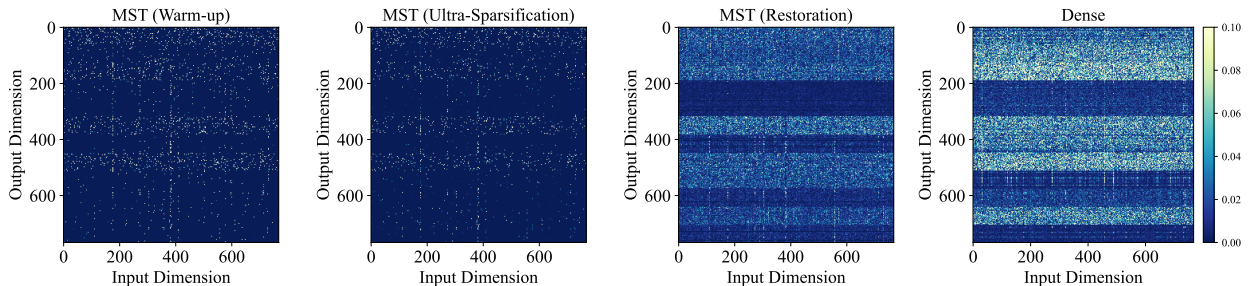 MST (Warm-up)
MST (Ultra-Sparsification)
MST (Restoration)
Dense
0
200
400
600
Output Dimension
0 200 400 600
Input Dimension
0
200
400
600
Output Dimension
0 200 400 600
Input Dimension
0
200
400
600
Output Dimension
0 200 400 600
Input Dimension
0
200
400
600
Output Dimension
0 200 400 600
Input Dimension
0.10
0.08
0.06
0.04
0.02
0.00